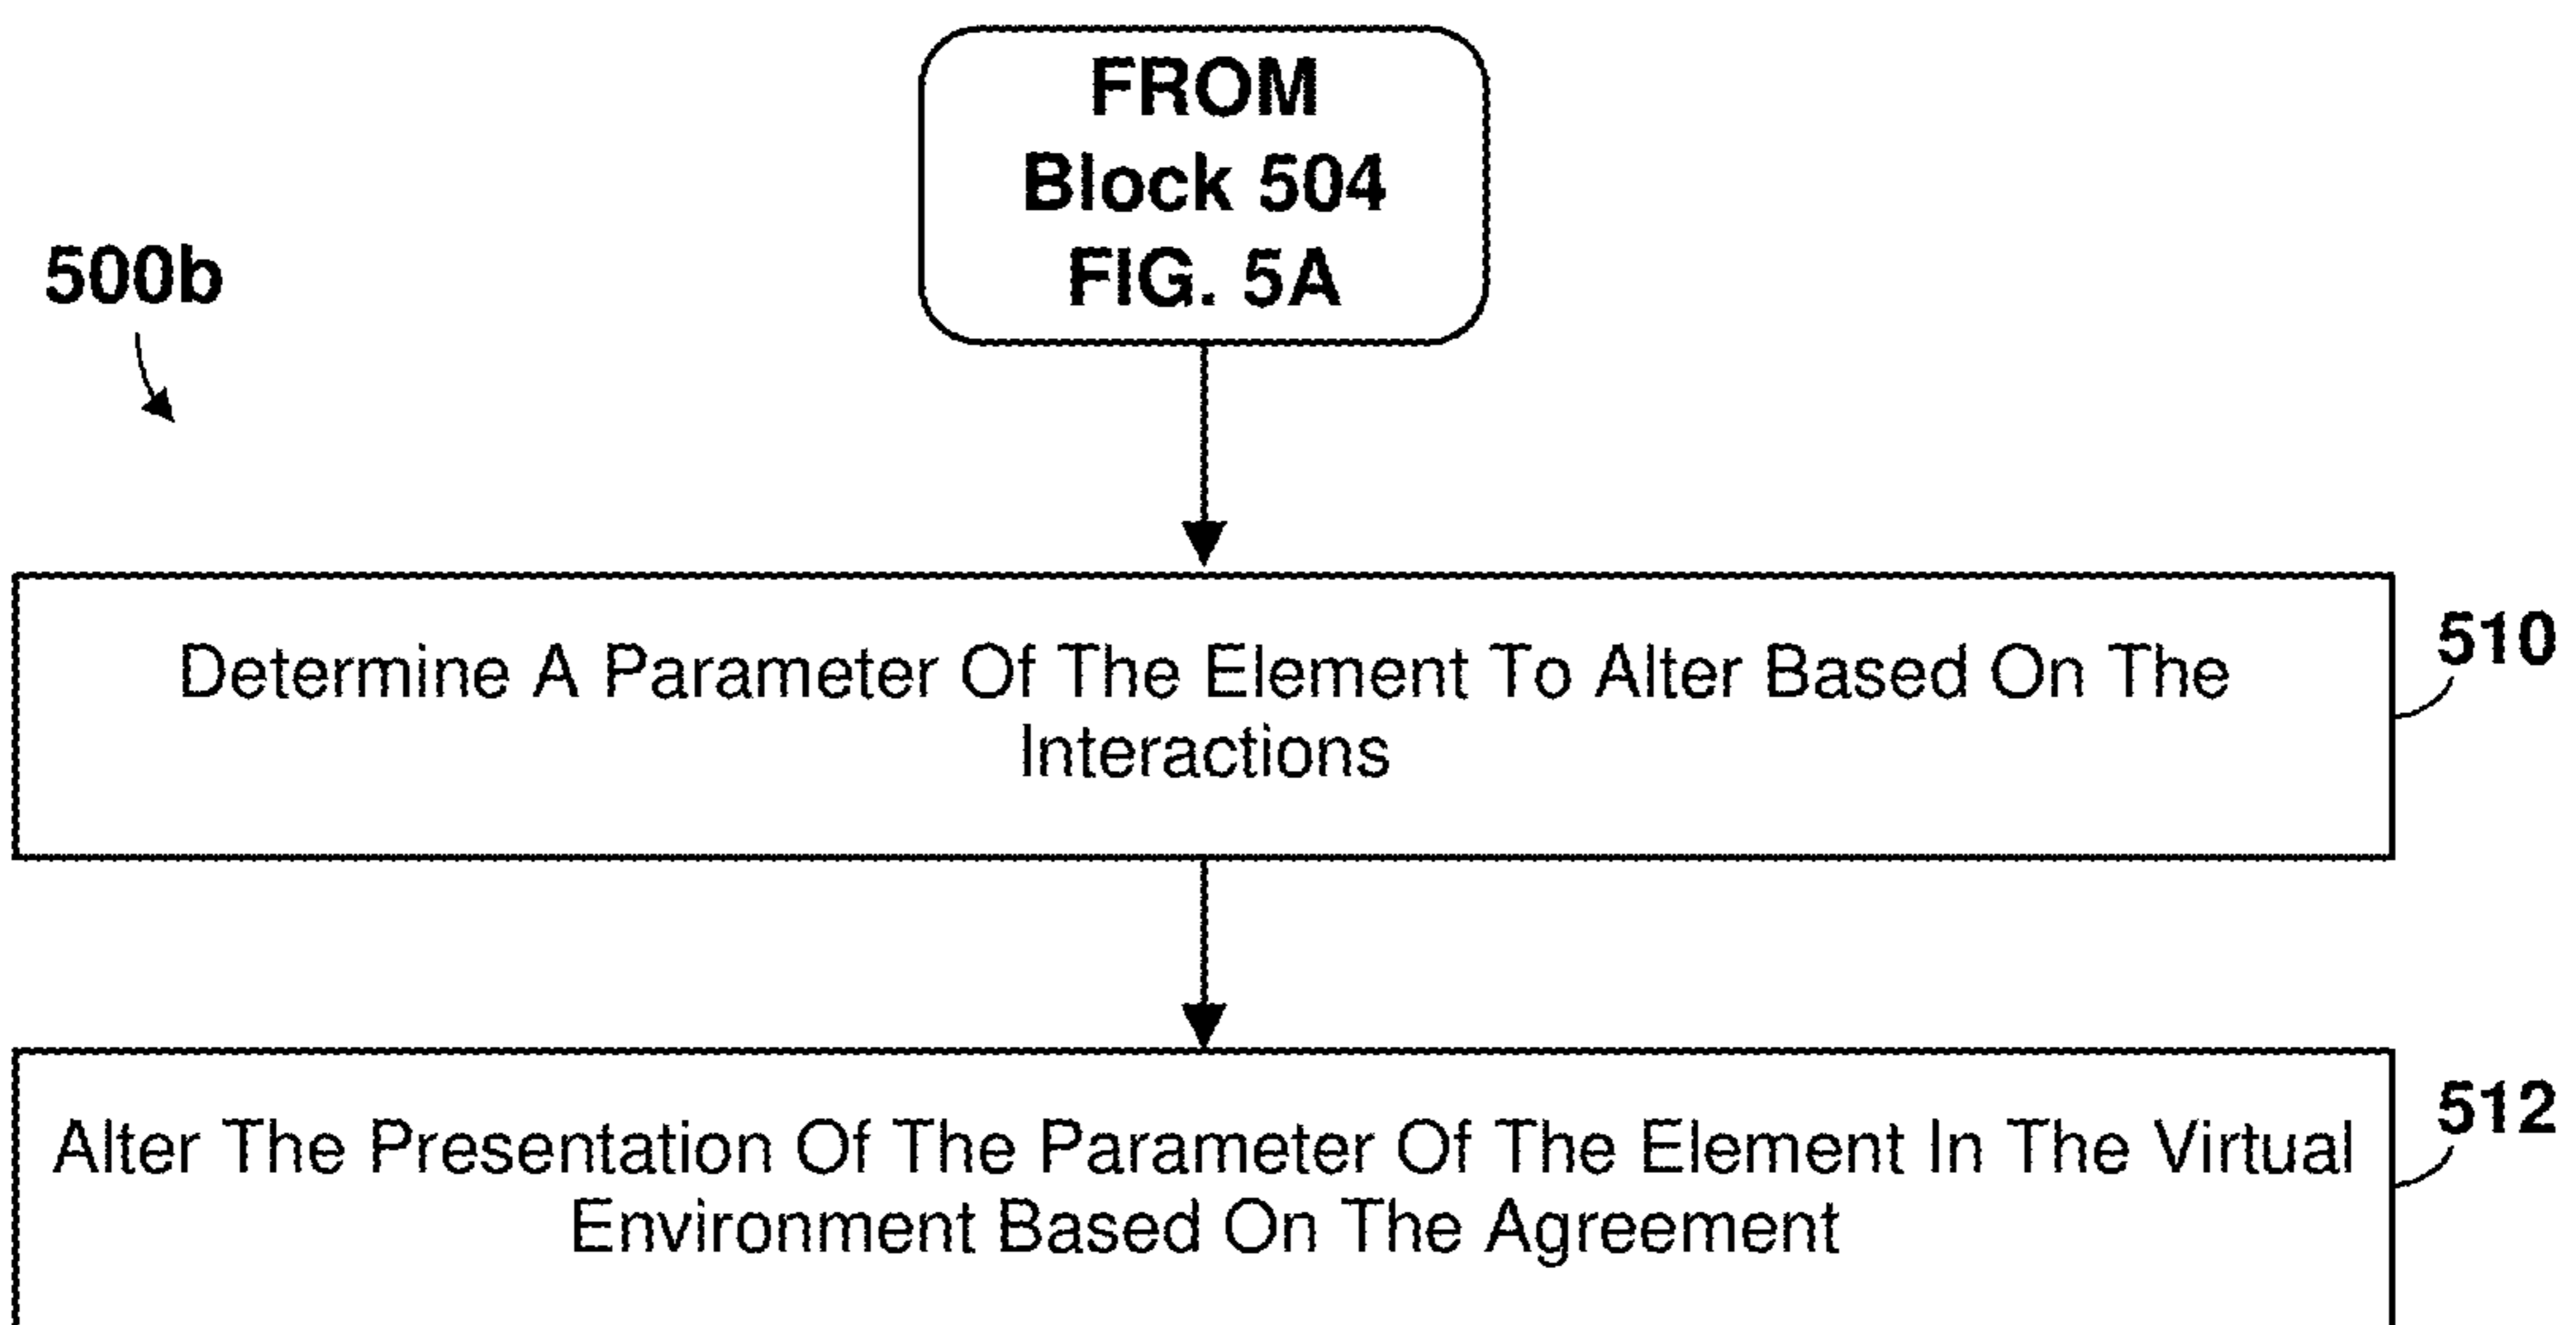 FROM
Block 504
FIG. 5A
500b
Determine A Parameter Of The Element To Alter Based On The
Interactions
510
Alter The Presentation Of The Parameter Of The Element In The Virtual
Environment Based On The Agreement
512